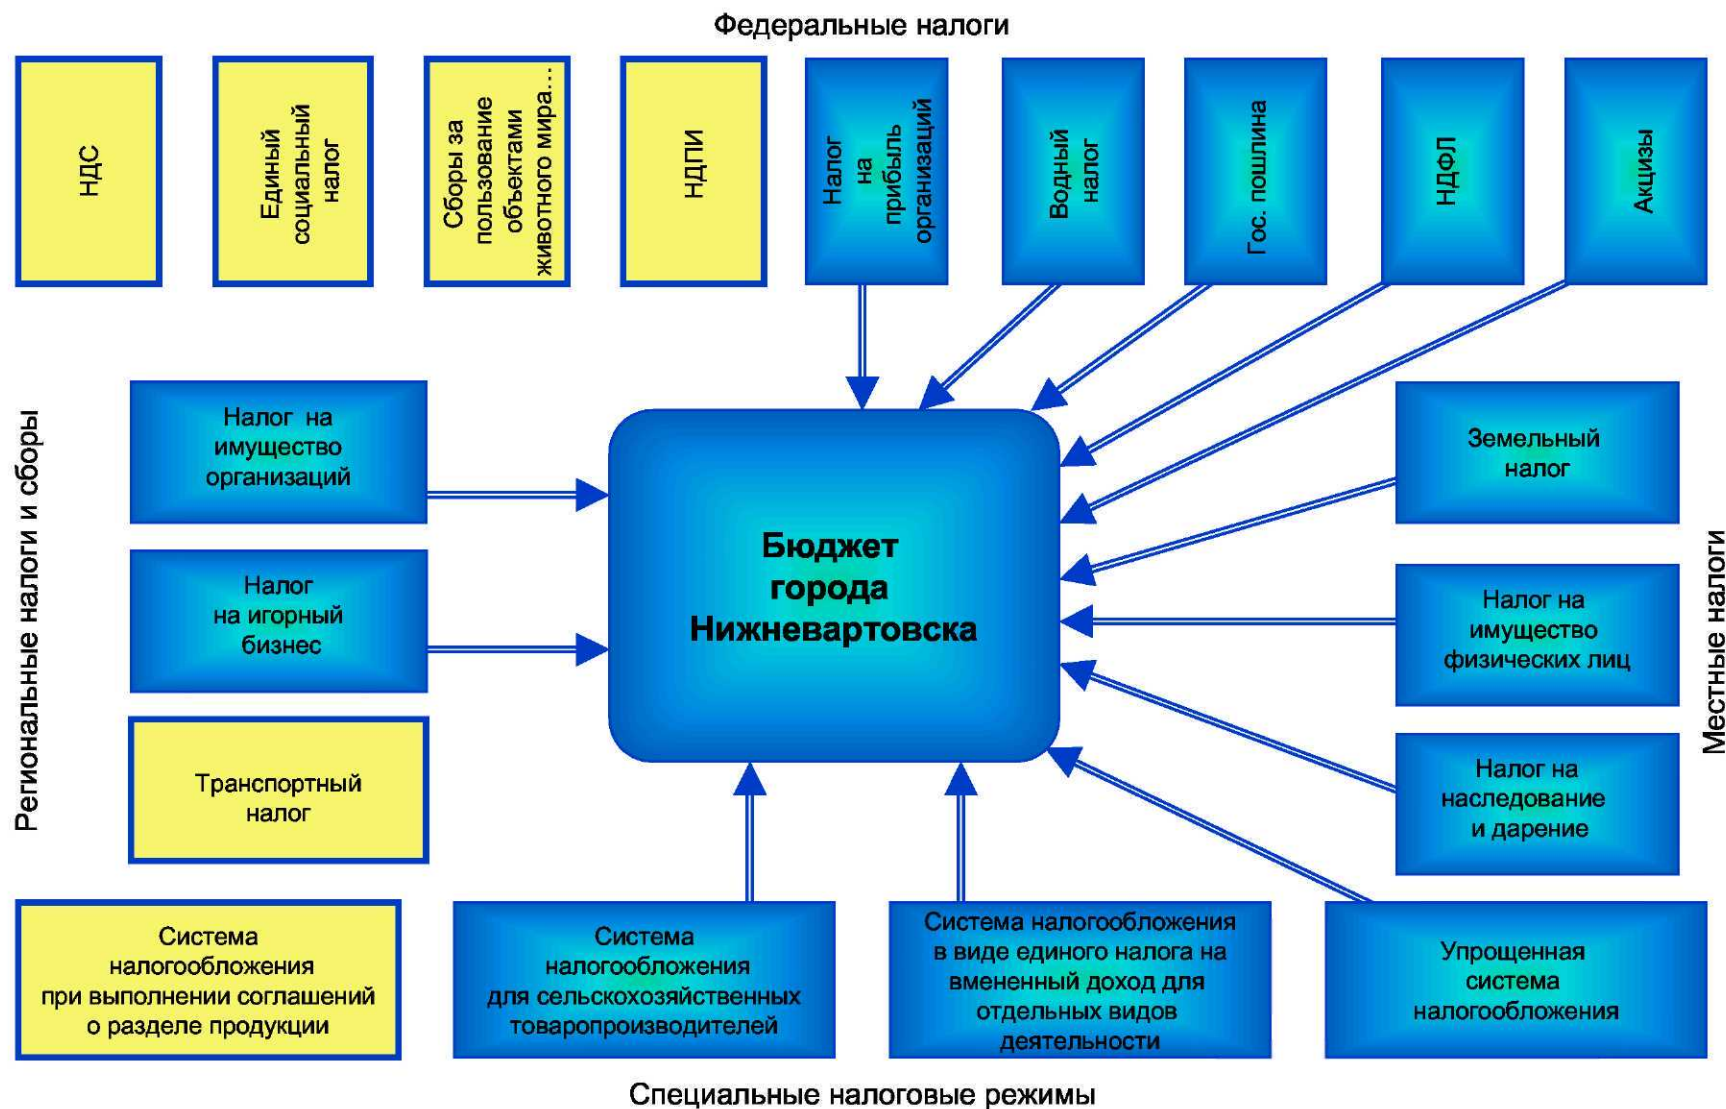 Федеральные налоги
НДС
Единый
социальный
налог
Сборы за
пользование
объектами
животного мира...
НДПИ
Налог
на
прибыль
организаций
Водный
налог
Гос. пошлина
НДФЛ
Акцизы
Региональные налоги и сборы
Налог на
имущество
организаций
Налог
на игорный
бизнес
Транспортный
налог
Бюджет
города
Нижневартовска
Земельный
налог
Налог на
имущество
физических лиц
Налог на
наследование
и дарение
Местные налоги
Система
налогообложения
при выполнении соглашений
о разделе продукции
Система
налогообложения
для сельскохозяйственных
товаропроизводителей
Система налогообложения
в виде единого налога на
вмененный доход для
отдельных видов
деятельности
Упрощенная
система
налогообложения
Специальные налоговые режимы